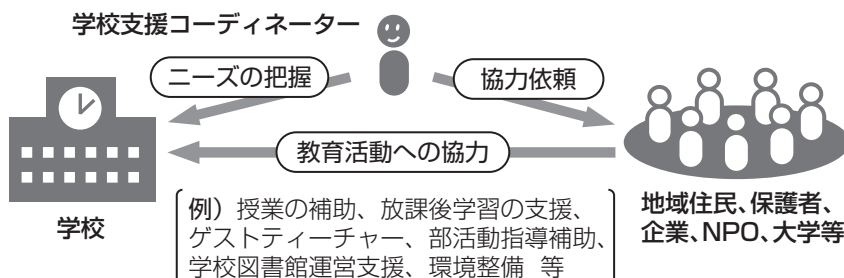 学校支援コーディネーター
ニーズの把握
協力依頼
教育活動への協力
学校
例）授業の補助、放課後学習の支援、
ゲストティーチャー、部活動指導補助、
学校図書館運営支援、環境整備 等
地域住民、保護者、
企業、NPO、大学等